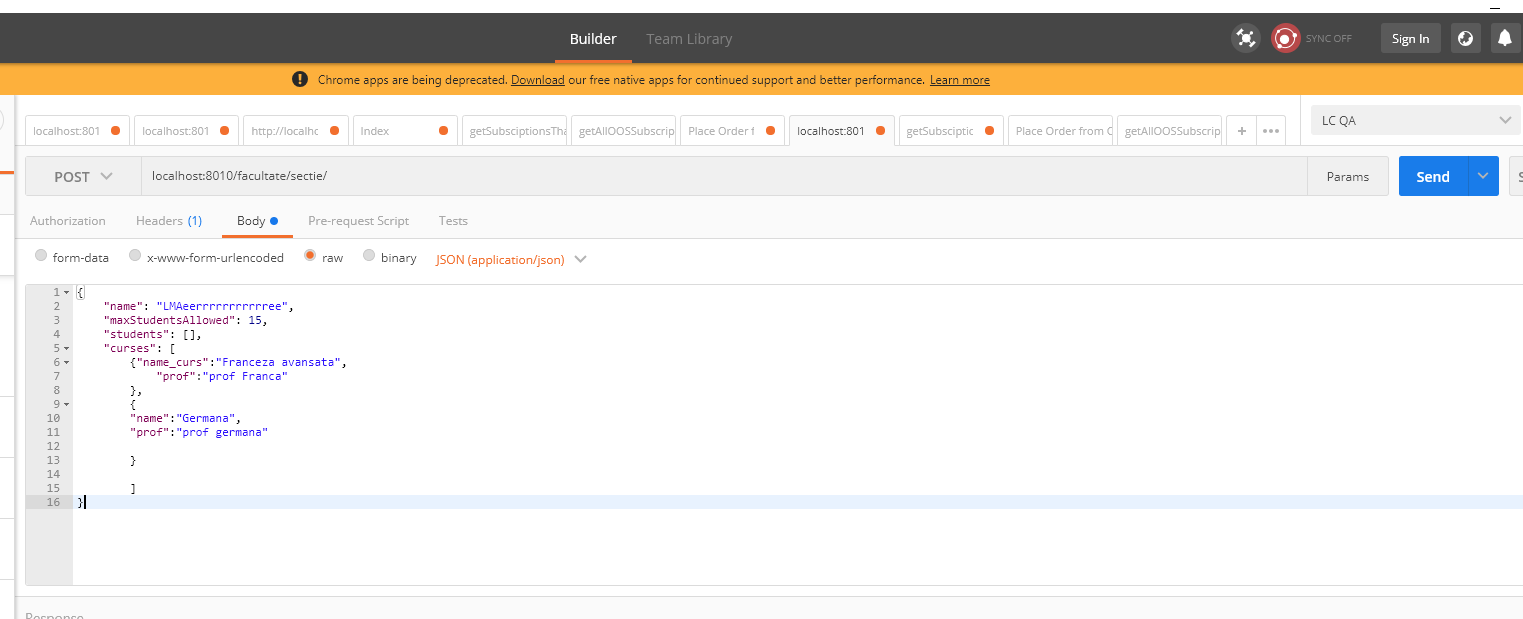 Builder Team Library SYNC OFF Sign In
Chrome apps are being deprecated. Download our free native apps for continued support and better performance. Learn more
localhost:801 localhost:801 http://localhc Index getSubsciptionsTha getAllOOSSubscrip Place Order f localhost:801 getSubsciptic Place Order from C getAllOOSSubscrip + ••• LC QA
POST localhost:8010/facultate/sectie/ Params Send S
Authorization Headers (1) Body Pre-request Script Tests
form-data x-www-form-urlencoded raw binary JSON (application/json)
1 {
2 "name": "LMAeerrrrrrrrrrree",
3 "maxStudentsAllowed": 15,
4 "students": [],
5 "curses": [
6 {"name_curs":"Franceza avansata",
7 "prof":"prof Franca"
8 },
9 {
10 "name":"Germana",
11 "prof":"prof germana"
12
13 }
14
15 ]
16 }
Response